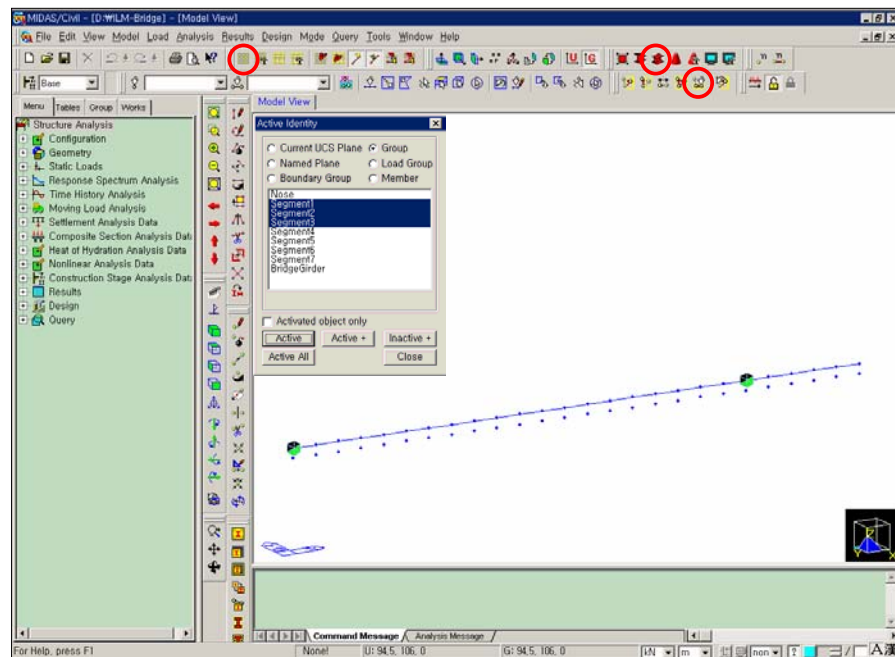 MIDAS/Civil - [D:₩ILM-Bridge] - [Model View]
File Edit View Model Load Analysis Results Design Mode Query Tools Window Help
Base
Menu Tables Group Works
Model View
Structure Analysis
Configuration
Geometry
Static Loads
Response Spectrum Analysis
Time History Analysis
Moving Load Analysis
Settlement Analysis Data
Composite Section Analysis Dat
Heat of Hydration Analysis Data
Nonlinear Analysis Data
Construction Stage Analysis Dat
Results
Design
Query
Active Identity
Current UCS Plane Group
Named Plane Load Group
Boundary Group Member
Nose
Segment1
Segment2
Segment3
Segment4
Segment5
Segment6
Segment7
BridgeGirder
Activated object only
Active Active + Inactive +
Active All Close
Command Message Analysis Message
For Help, press F1 None! U: 94.5, 106, 0 G: 94.5, 106, 0 kN m non ? A漢